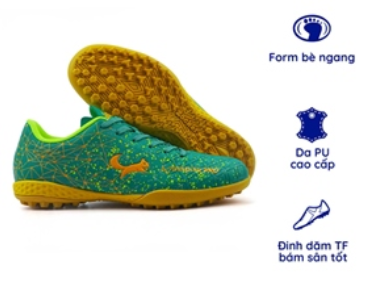 Form bè ngang
Da PU
cao cấp
Đinh dăm TF
bám sân tốt